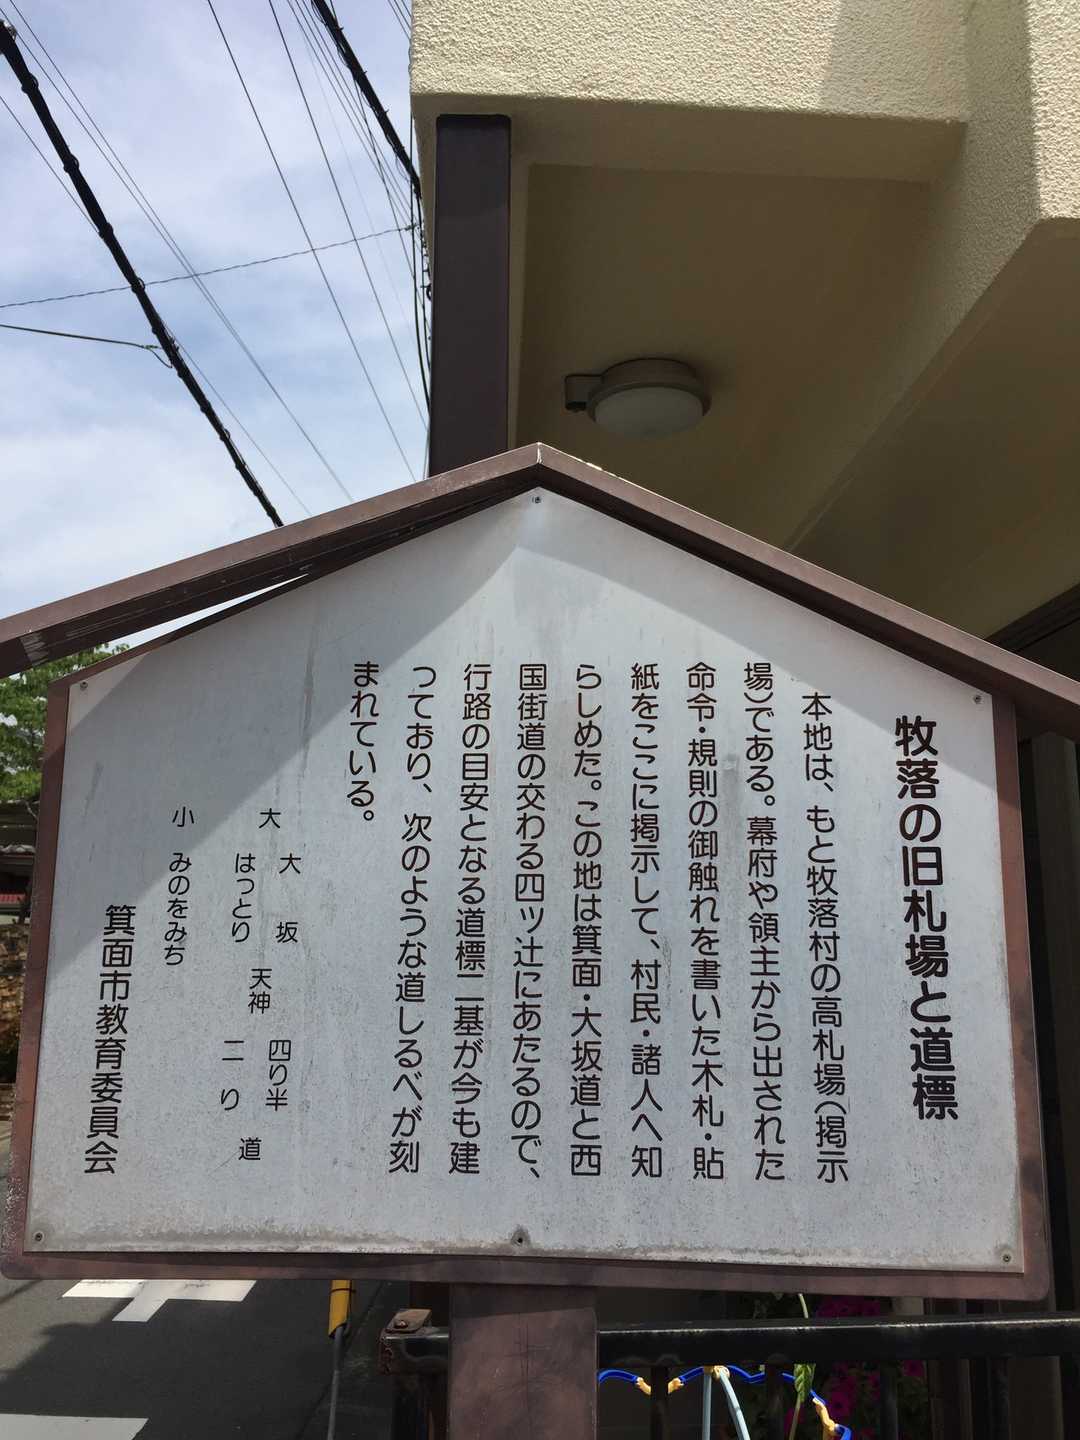 牧落の旧札場と道標
本地は、もと牧落村の高札場(掲示
場)である。幕府や領主から出された
命令・規則の御触れを書いた木札・貼
紙をここに掲示して、村民・諸人へ知
らしめた。この地は箕面・大坂道と西
国街道の交わる四ツ辻にあたるので、
行路の目安となる道標二基が今も建
っており、次のような道しるべが刻
まれている。
大坂 四り半
大 天神 道
はっとり 二り
小 みのをみち
箕面市教育委員会